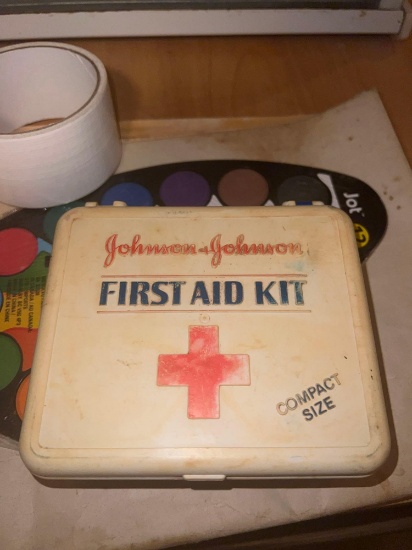 Jot
Johnson & Johnson
FIRST AID KIT
COMPACT
SIZE